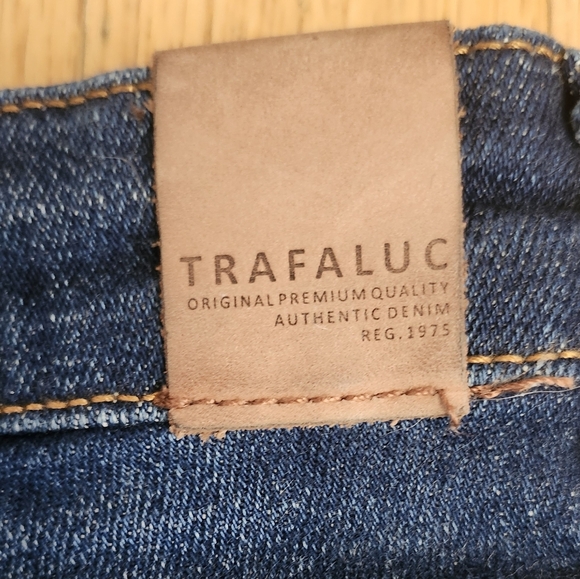 TRAFALUC
ORIGINAL PREMIUM QUALITY
AUTHENTIC DENIM
REG. 1975